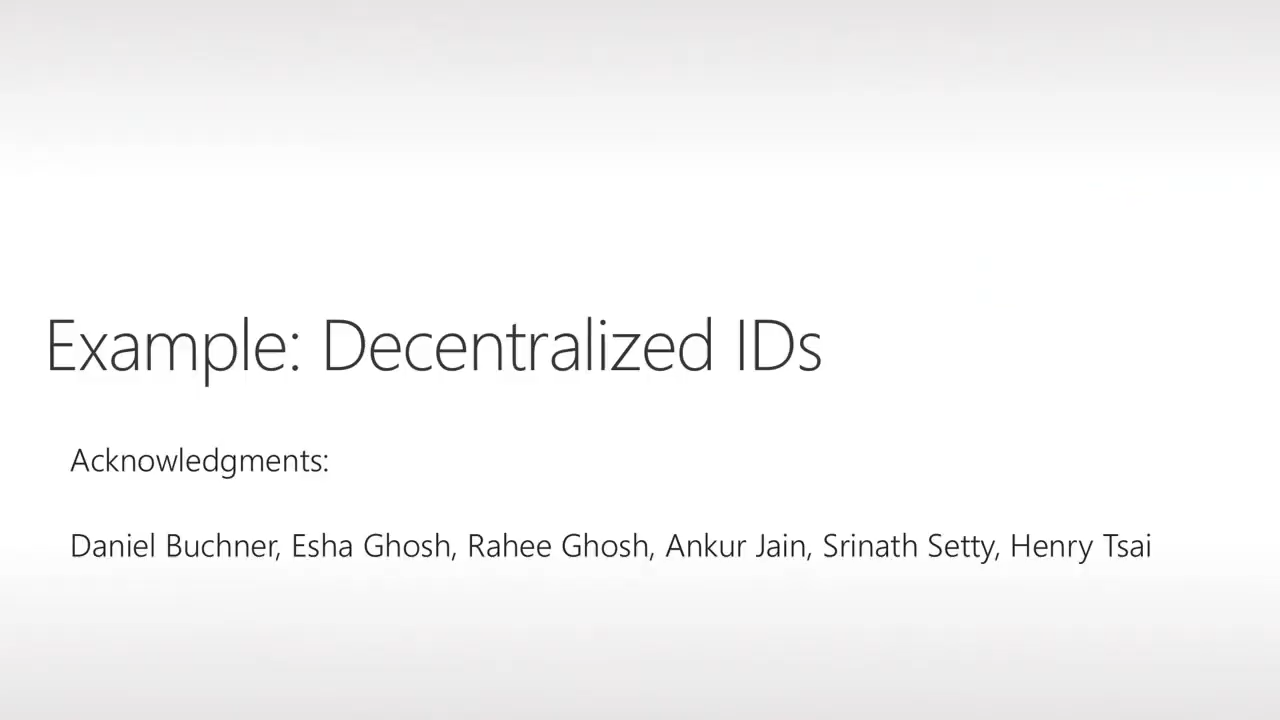 Example: Decentralized IDs
Acknowledgments:
Daniel Buchner, Esha Ghosh, Rahee Ghosh, Ankur Jain, Srinath Setty, Henry Tsai